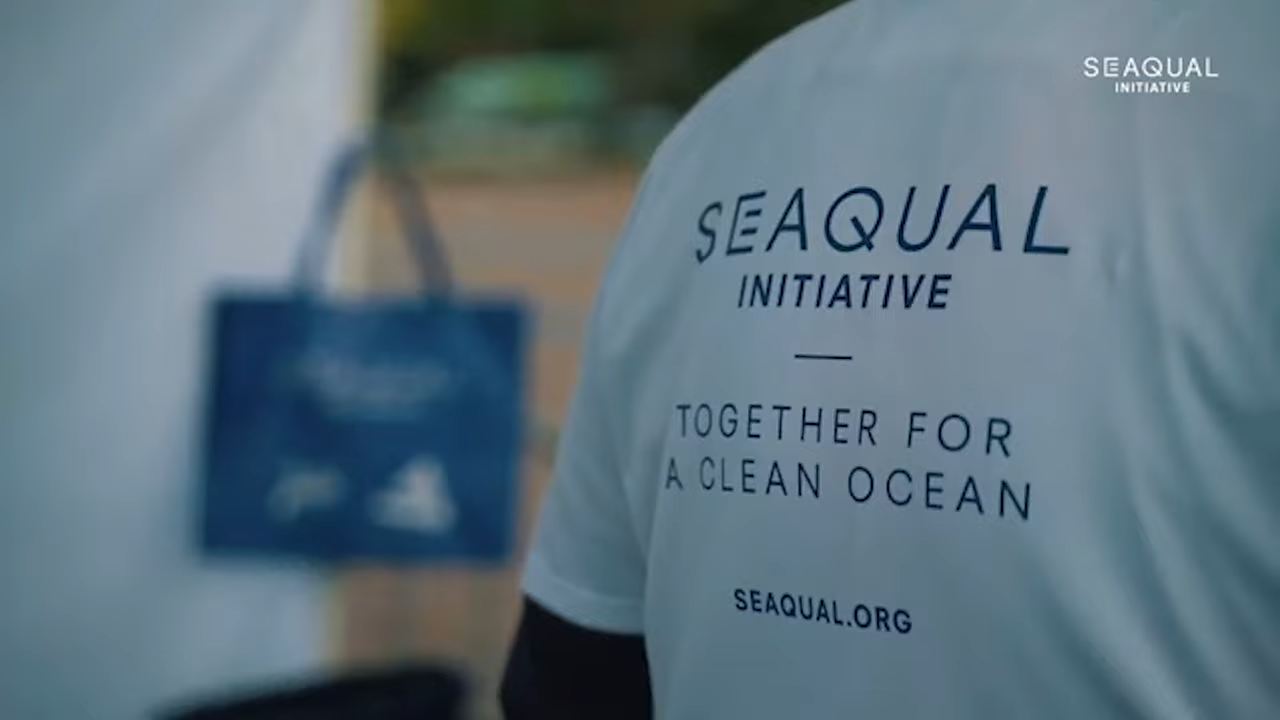 SEAQUAL
INITIATIVE
SEAQUAL
INITIATIVE
TOGETHER FOR
A CLEAN OCEAN
SEAQUAL.ORG